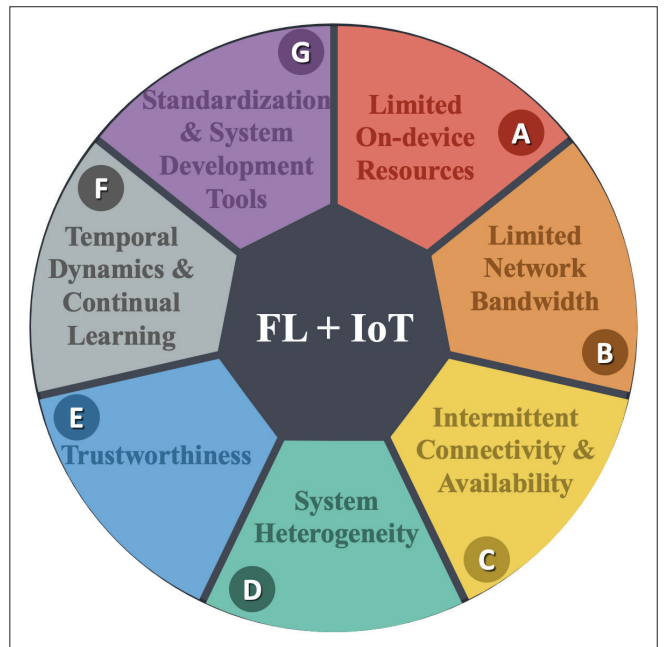 G
Standardization
& System
Development
Tools
Limited
On-device
Resources
A
F
Temporal
Dynamics &
Continual
Learning
FL + IoT
Limited
Network
Bandwidth
B
E
Trustworthiness
Intermittent
Connectivity &
Availability
C
System
Heterogeneity
D